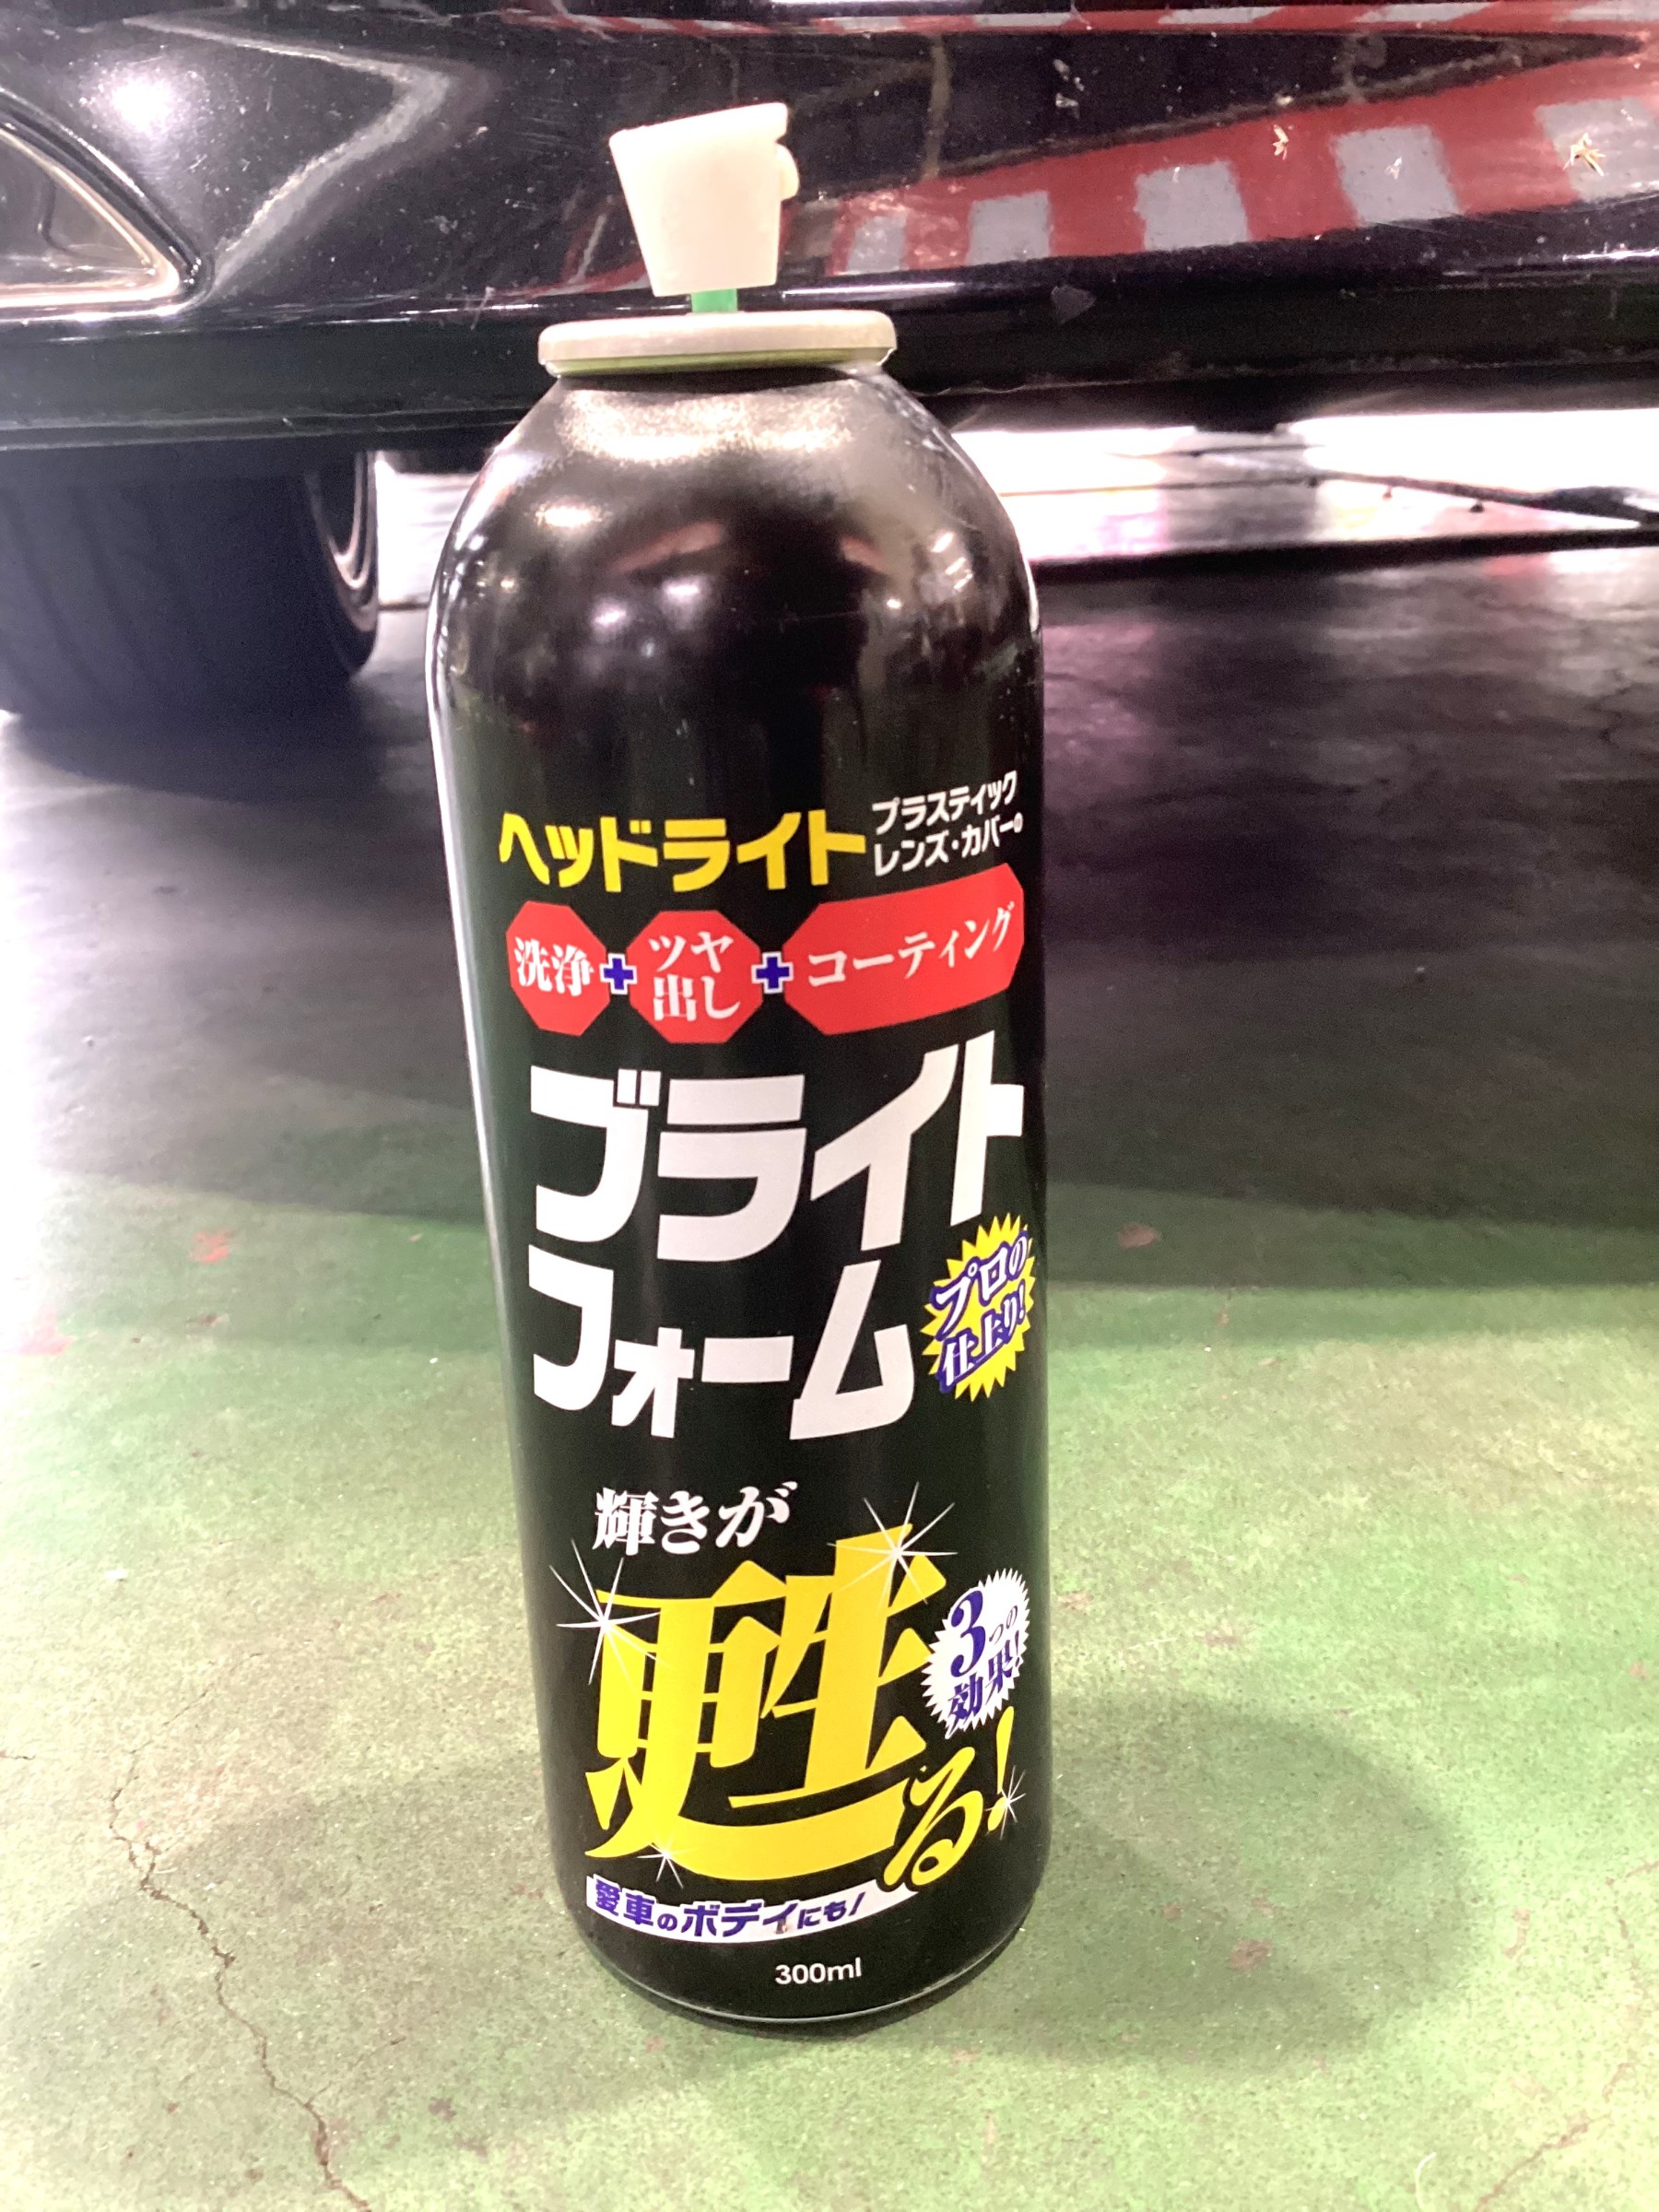 ヘッドライト
プラスティック
レンズ・カバーの
洗浄+ツヤ出し+コーティング
ブライト
フォーム
プロの
仕上り!
輝きが
甦る!
3つの
効果!
愛車のボディにも!
300ml